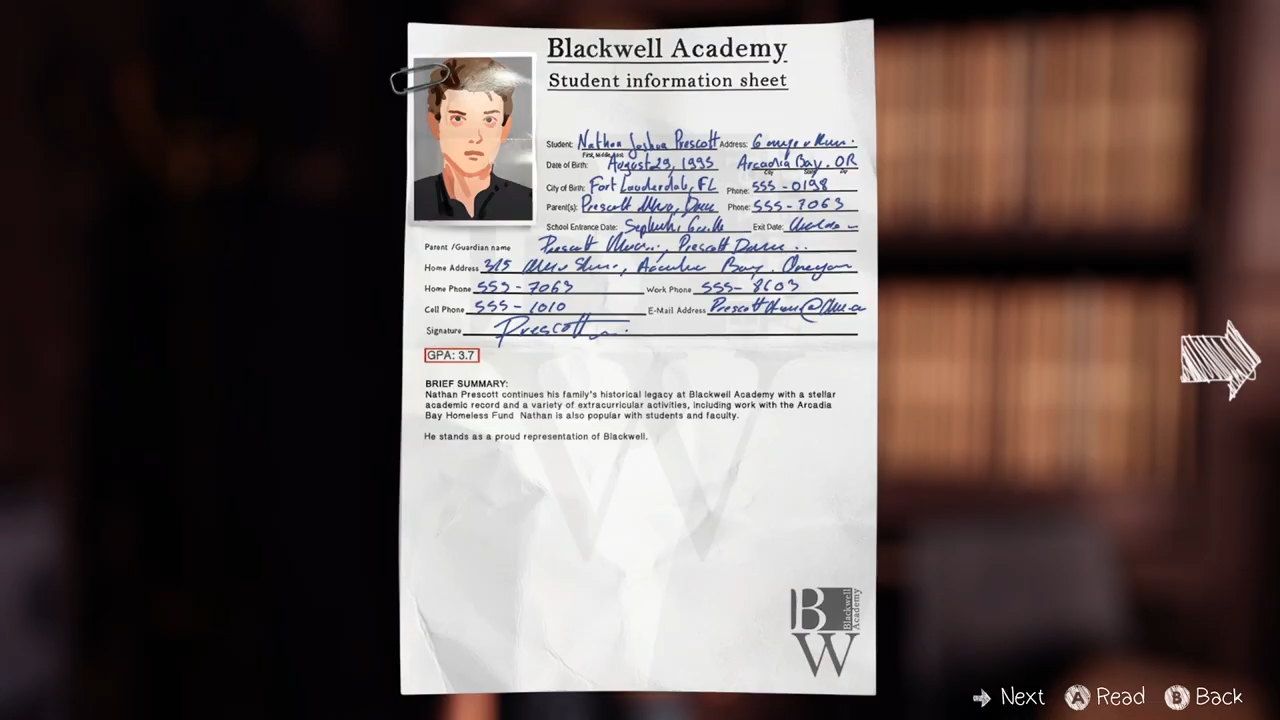 Blackwell Academy
Student information sheet
Student: Nathan Joshua Prescott Address:
First, Middle, Last
Date of Birth: August 29, 1995 Arcadia Bay. OR
City of Birth: Fort Lauderdale, FL Phone: 555-0198
Parent(s): Prescott Phone: 555-7063
School Entrance Date: Exit Date:
Parent /Guardian name Prescott Prescott
Home Address 315 Bay. Oregon
Home Phone 555-7063 Work Phone 555-8103
Cell Phone 555-1010 E-Mail Address
Signature Prescott
GPA: 3.7
BRIEF SUMMARY:
Nathan Prescott continues his family's historical legacy at Blackwell Academy with a stellar
academic record and a variety of extracurricular activities, including work with the Arcadia
Bay Homeless Fund Nathan is also popular with students and faculty.
He stands as a proud representation of Blackwell.
B Blackwell Academy
W
Next A Read B Back